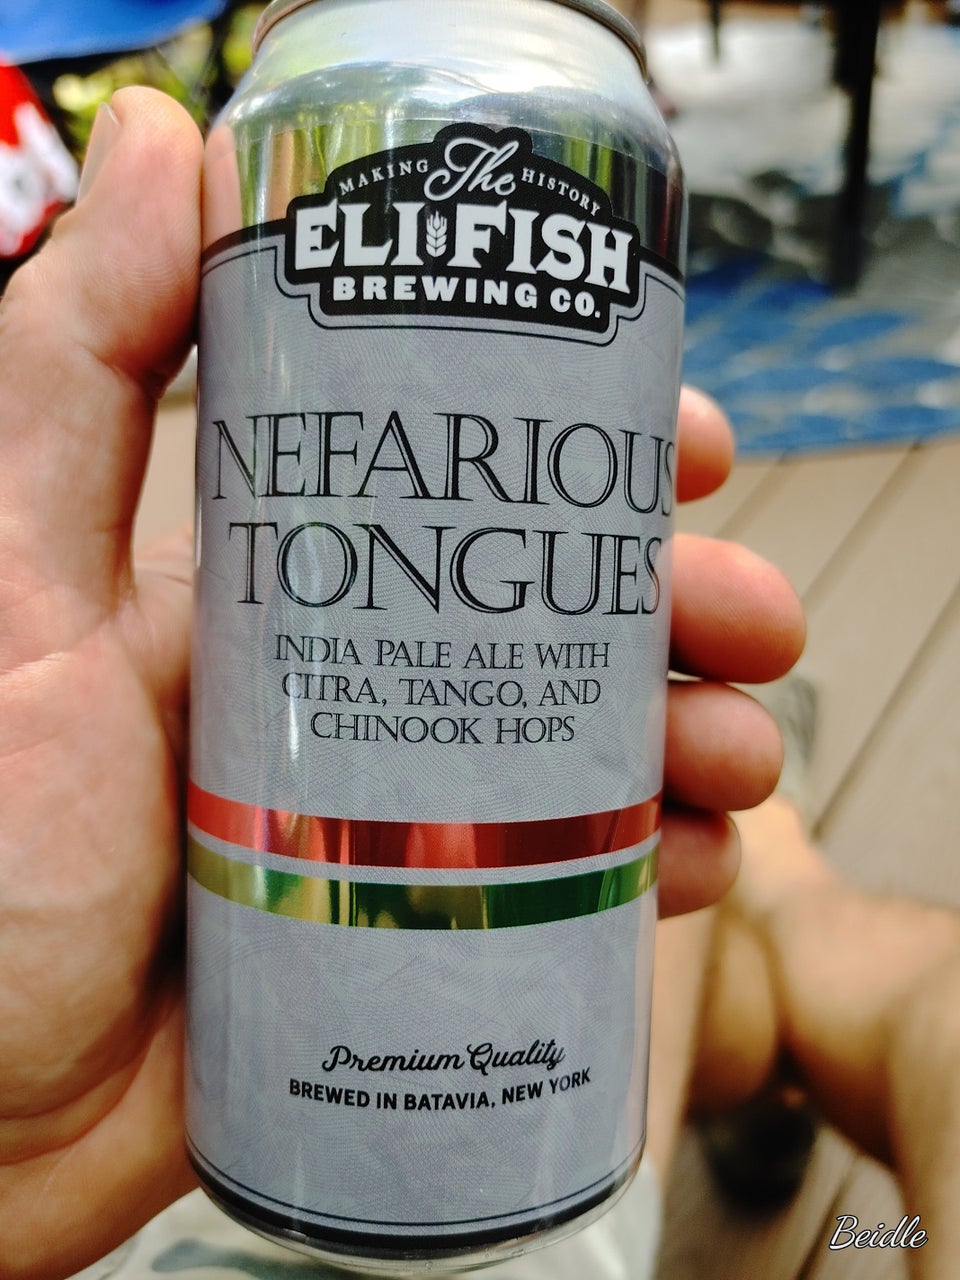 MAKING The HISTORY
ELI FISH
BREWING CO.
NEFARIOUS
TONGUES
INDIA PALE ALE WITH
CITRA, TANGO, AND
CHINOOK HOPS
Premium Quality
BREWED IN BATAVIA, NEW YORK
Beidle